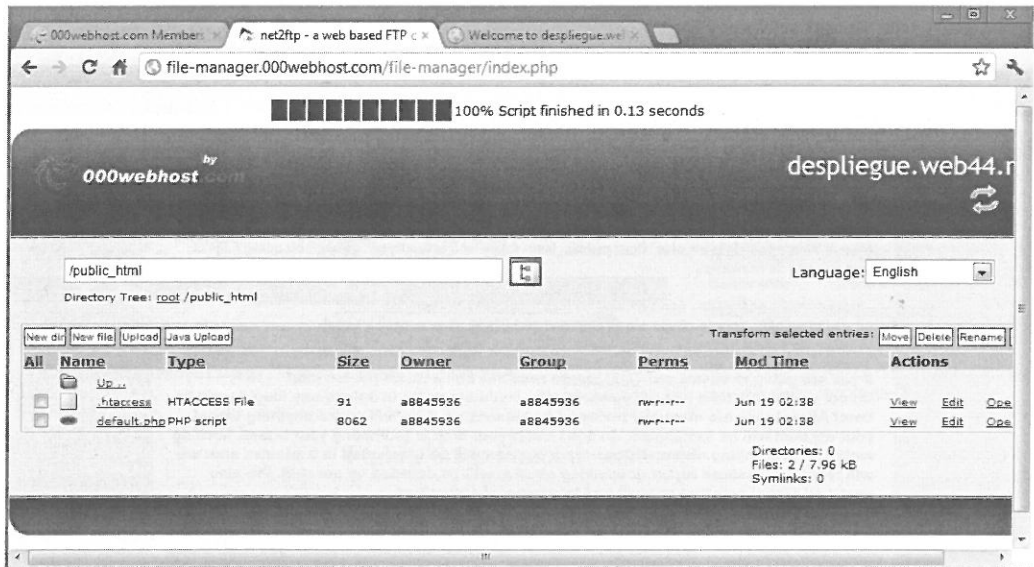 000webhost.com Members
net2ftp - a web based FTP c
Welcome to despliegue.wel
file-manager.000webhost.com/file-manager/index.php
100% Script finished in 0.13 seconds
by
000webhost.com
despliegue.web44.r
/public_html
Language: English
Directory Tree: root /public_html
New dir New file Upload Java Upload Transform selected entries: Move Delete Rename
All Name Type Size Owner Group Perms Mod Time Actions
Up ..
.htaccess HTACCESS File 91 a8845936 a8845936 rw-r--r-- Jun 19 02:38 View Edit Ope
default.php PHP script 8062 a8845936 a8845936 rw-r--r-- Jun 19 02:38 View Edit Ope
Directories: 0
Files: 2 / 7.96 kB
Symlinks: 0